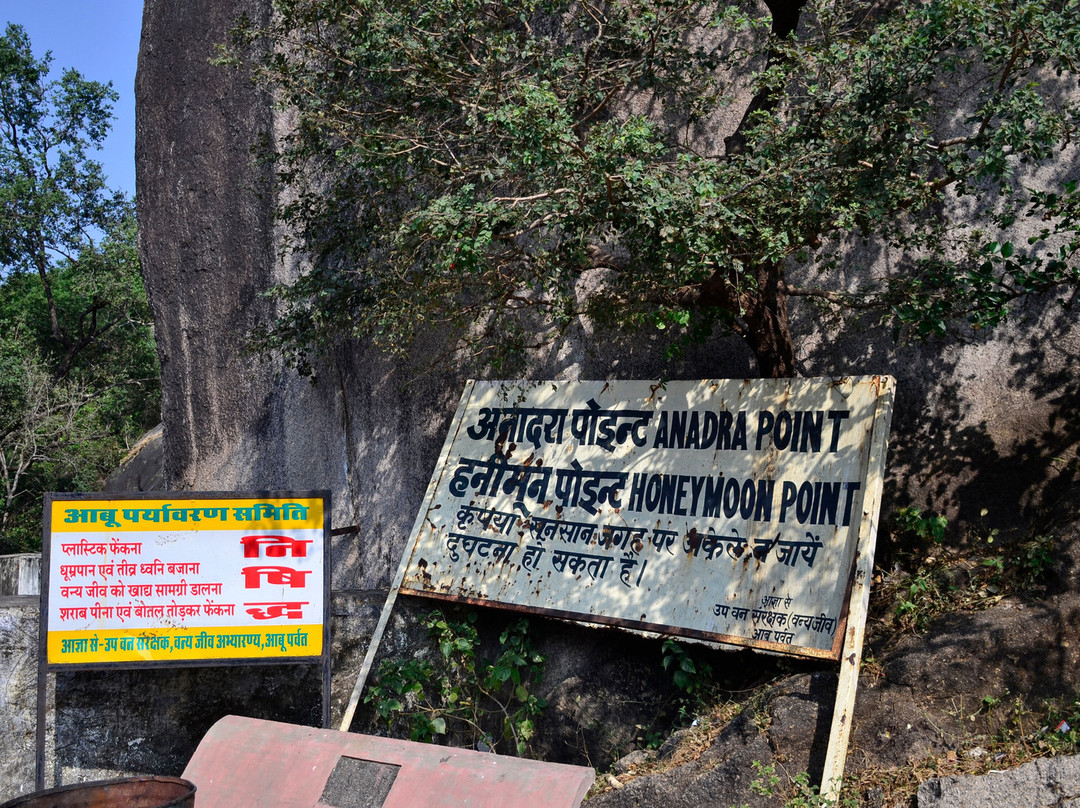 आबू पर्यावरण समिति
प्लास्टिक फेंकना
धूम्रपान एवं तीव्र ध्वनि बजाना
वन्य जीव को खाद्य सामग्री डालना
शराब पीना एवं बोतल तोड़कर फेंकना
नि
षि
द्ध
आज्ञा से-उप वन संरक्षक, वन्य जीव अभ्यारण्य, आबू पर्वत
अनादरा पोइन्ट ANADRA POINT
हनीमून पोइन्ट HONEYMOON POINT
कृपया सूनसान जगह पर अकेले न जायें
दुघटना हो सकता है।
आज्ञा से
उप वन संरक्षक (वन्यजीव)
आबू पर्वत